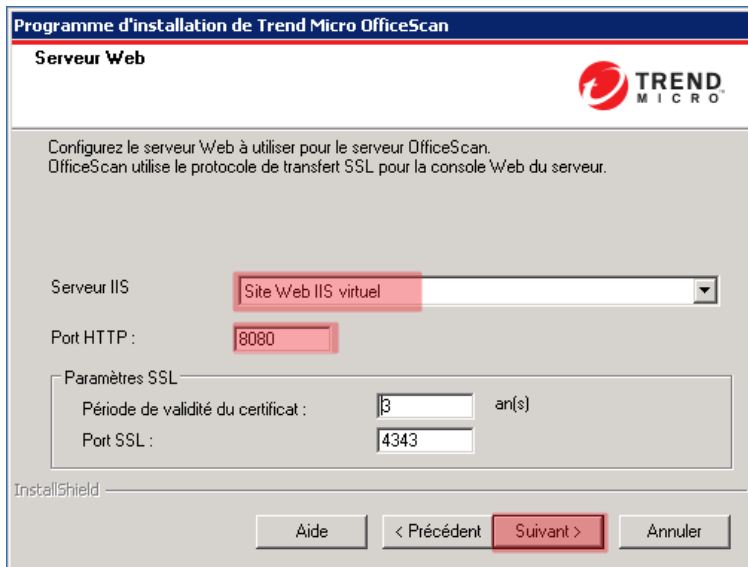 Programme d'installation de Trend Micro OfficeScan
Serveur Web
TREND
MICRO
Configurez le serveur Web à utiliser pour le serveur OfficeScan.
OfficeScan utilise le protocole de transfert SSL pour la console Web du serveur.
Serveur IIS
Site Web IIS virtuel
Port HTTP :
8080
Paramètres SSL
Période de validité du certificat :
3
an(s)
Port SSL :
4343
InstallShield
Aide
< Précédent
Suivant >
Annuler